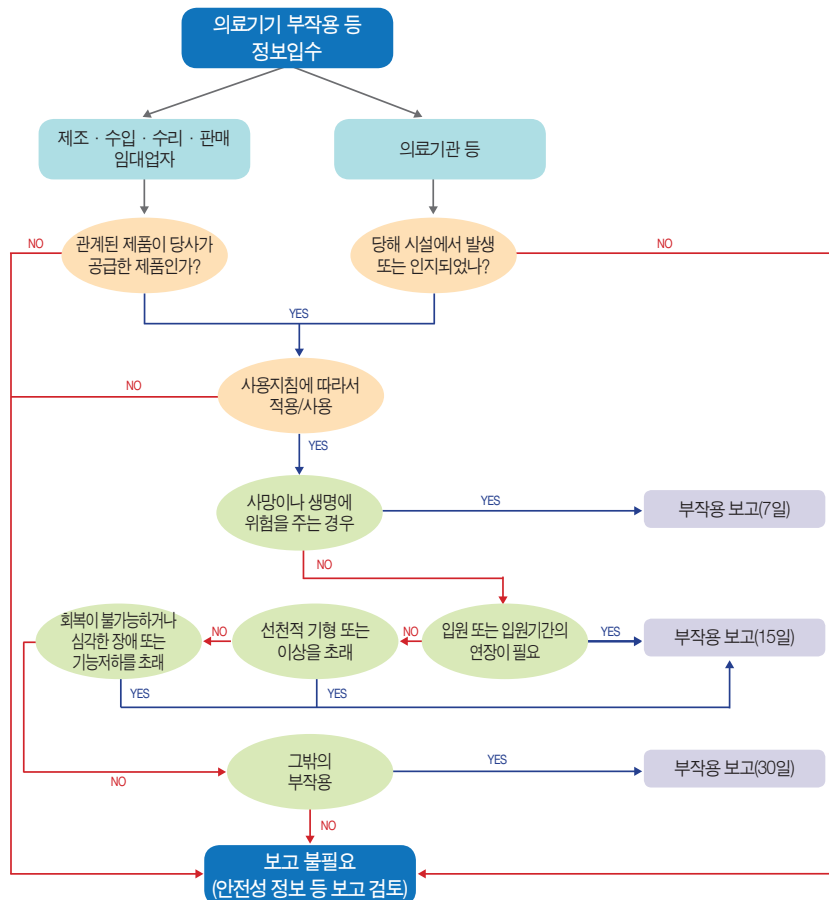 의료기기 부작용 등
정보입수
제조 · 수입 · 수리 · 판매
임대업자
의료기관 등
NO
관계된 제품이 당사가
공급한 제품인가?
당해 시설에서 발생
또는 인지되었나?
NO
YES
NO
사용지침에 따라서
적용/사용
YES
사망이나 생명에
위험을 주는 경우
YES
부작용 보고(7일)
NO
회복이 불가능하거나
심각한 장애 또는
기능저하를 초래
NO
선천적 기형 또는
이상을 초래
NO
입원 또는 입원기간의
연장이 필요
YES
부작용 보고(15일)
YES
YES
그밖의
부작용
YES
부작용 보고(30일)
NO
NO
보고 불필요
(안전성 정보 등 보고 검토)